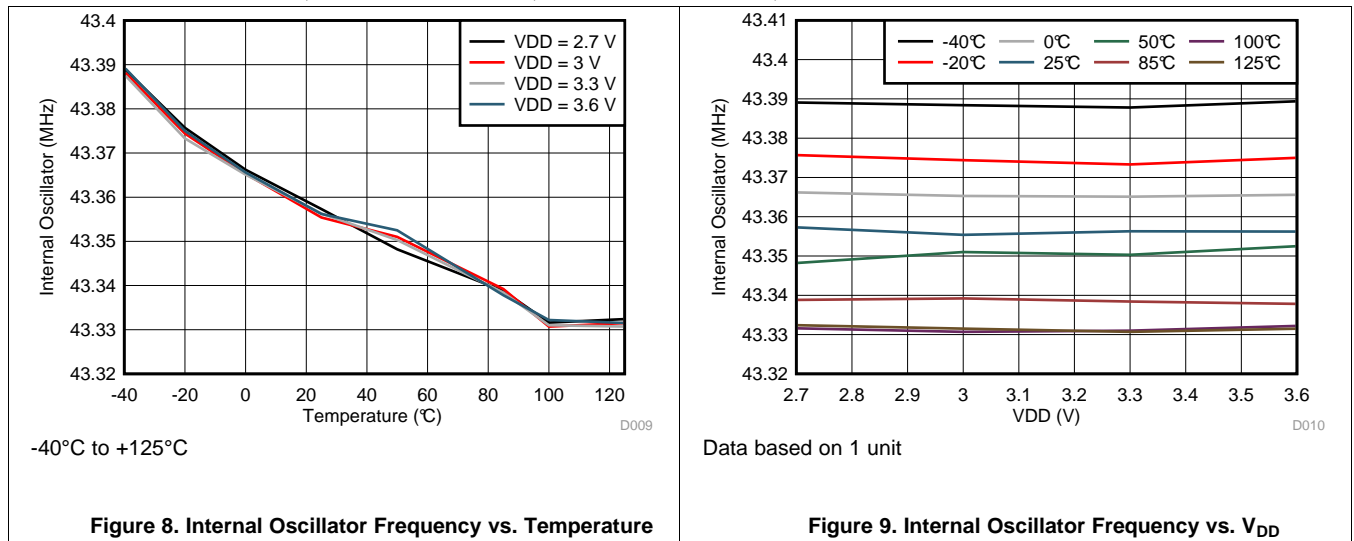 43.4
43.39
43.38
43.37
43.36
43.35
43.34
43.33
43.32
Internal Oscillator (MHz)
VDD = 2.7 V
VDD = 3 V
VDD = 3.3 V
VDD = 3.6 V
-40 -20 0 20 40 60 80 100 120
Temperature (°C)
D009
-40°C to +125°C
Figure 8. Internal Oscillator Frequency vs. Temperature
43.41
43.4
43.39
43.38
43.37
43.36
43.35
43.34
43.33
43.32
Internal Oscillator (MHz)
-40°C 0°C 50°C 100°C
-20°C 25°C 85°C 125°C
2.7 2.8 2.9 3 3.1 3.2 3.3 3.4 3.5 3.6
VDD (V)
D010
Data based on 1 unit
Figure 9. Internal Oscillator Frequency vs. VDD